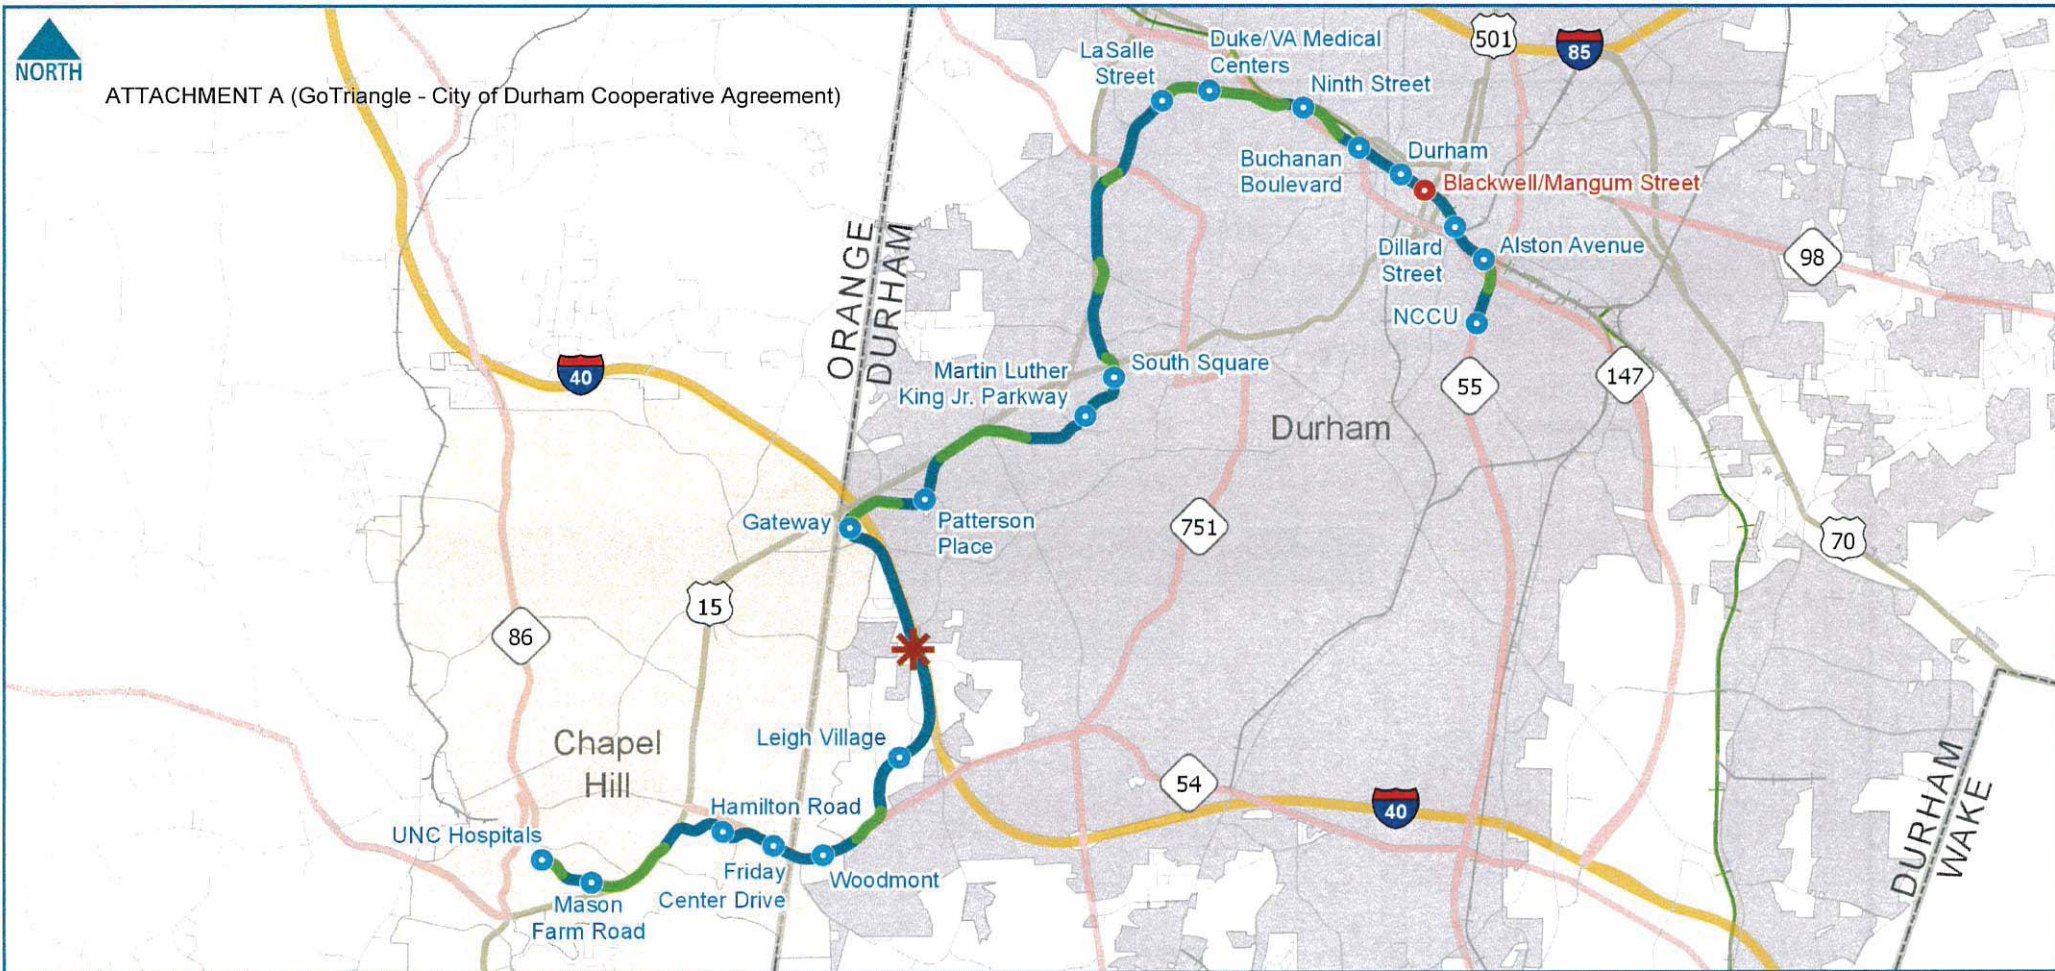 NORTH
ATTACHMENT A (GoTriangle - City of Durham Cooperative Agreement)
501
85
LaSalle
Street
Duke/VA Medical
Centers
Ninth Street
Buchanan
Boulevard
Durham
Blackwell/Mangum Street
Dillard
Street
Alston Avenue
98
NCCU
ORANGE
DURHAM
40
Martin Luther
King Jr. Parkway
South Square
55
147
Durham
Gateway
Patterson
Place
751
70
15
86
Leigh Village
Chapel
Hill
54
40
DURHAM
WAKE
Hamilton Road
UNC Hospitals
Friday
Center Drive
Woodmont
Mason
Farm Road